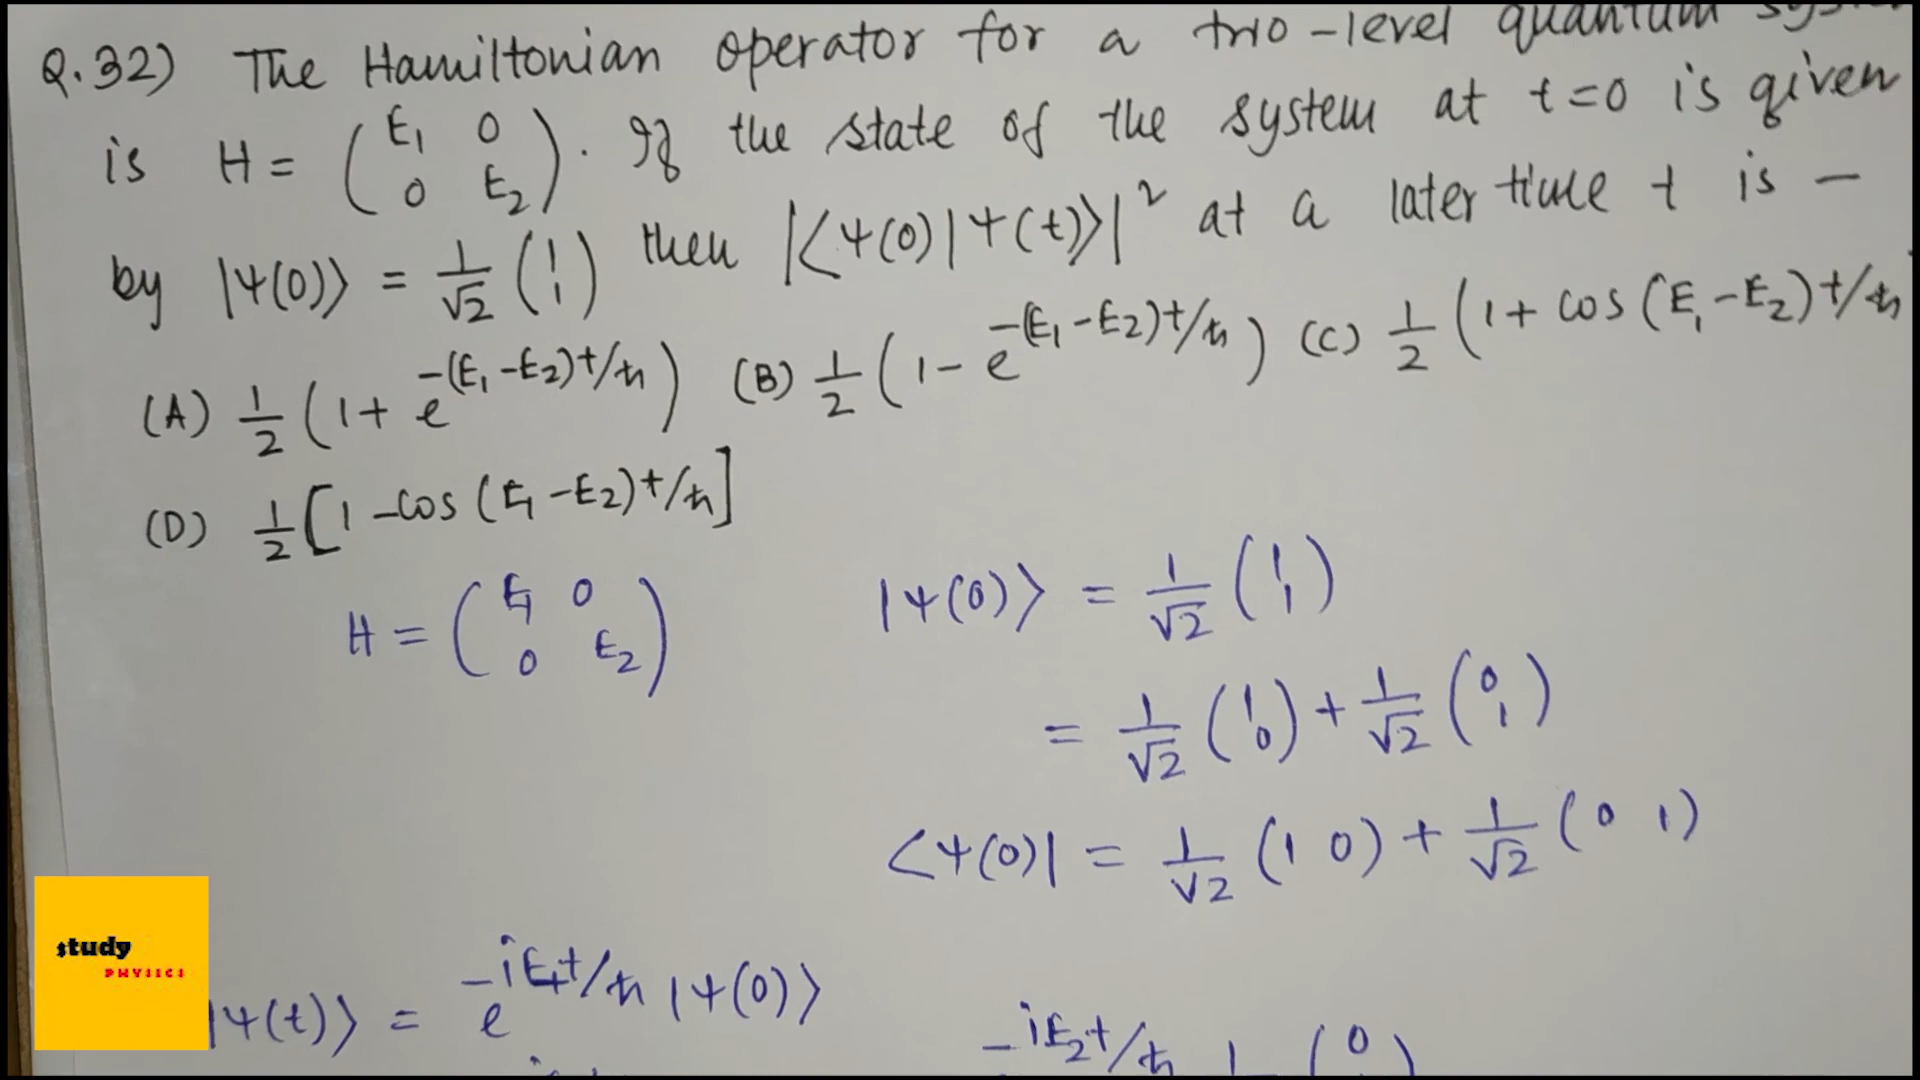 Q.32) The Hamiltonian operator for a two-level quantum
is H = (E₁ 0 / 0 E₂). If the state of the system at t=0 is given
by |ψ(0)⟩ = 1/√2 (1 / 1) then |⟨ψ(0)|ψ(t)⟩|² at a later time t is –
(A) 1/2 (1+ e^-(E₁-E₂)t/ħ) (B) 1/2 (1- e^-(E₁-E₂)t/ħ) (C) 1/2 (1+ cos (E₁-E₂)t/ħ
(D) 1/2 [1-cos (E₁-E₂)t/ħ]
H = (E₁ 0 / 0 E₂) |ψ(0)⟩ = 1/√2 (1 / 1)
= 1/√2 (1 / 0) + 1/√2 (0 / 1)
⟨ψ(0)| = 1/√2 (1 0) + 1/√2 (0 1)
study
PHYSICS
|ψ(t)⟩ = e^-iEt/ħ |ψ(0)⟩
-iE₂t/ħ